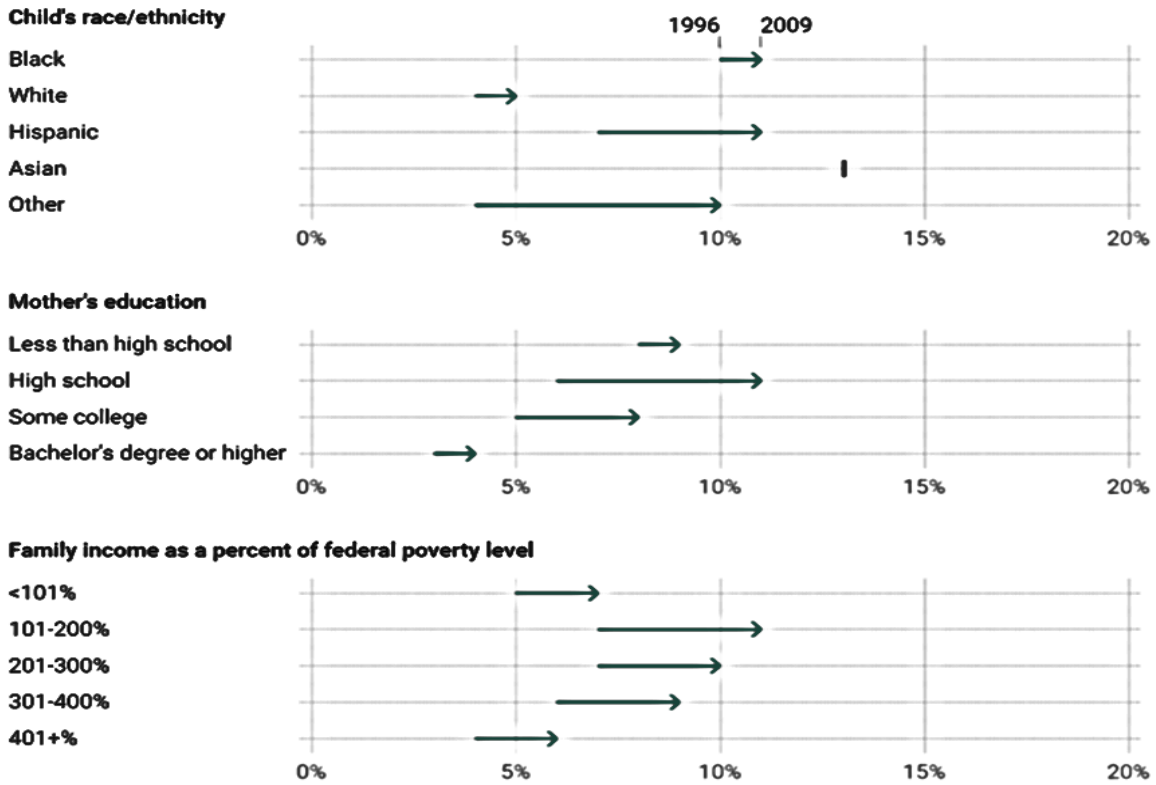 Child's race/ethnicity
1996 2009
Black
White
Hispanic
Asian
Other
0% 5% 10% 15% 20%
Mother's education
Less than high school
High school
Some college
Bachelor's degree or higher
0% 5% 10% 15% 20%
Family income as a percent of federal poverty level
<101%
101-200%
201-300%
301-400%
401+%
0% 5% 10% 15% 20%